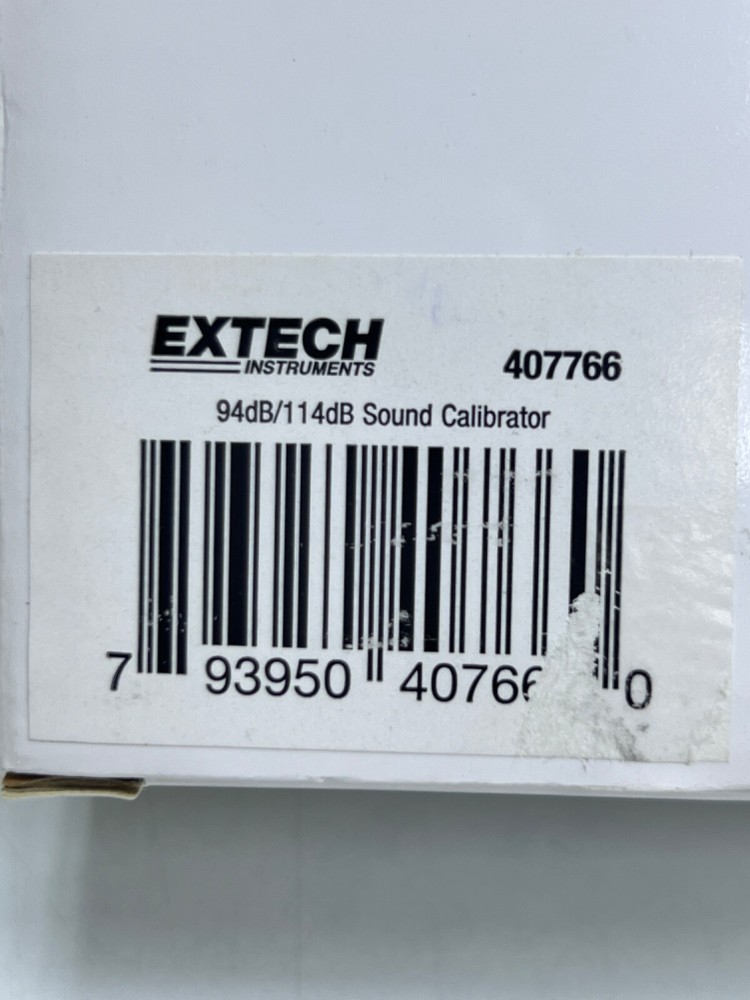 EXTECH
INSTRUMENTS
407766
94dB/114dB Sound Calibrator
7 93950 40766 0